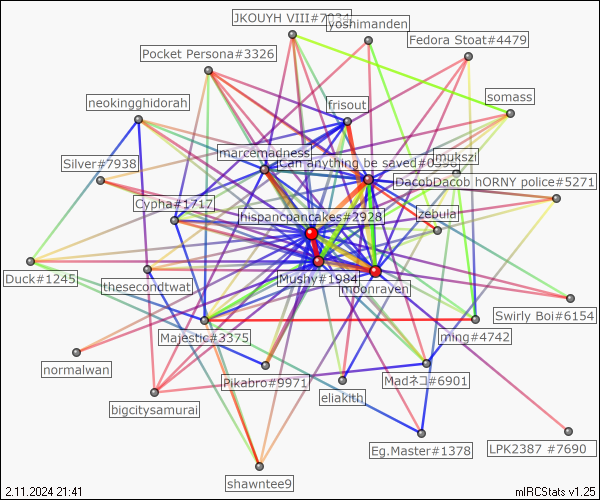 JKOUYH VIII#7034
yoshimanden
Fedora Stoat#4479
Pocket Persona#3326
neokingghidorah
frisout
somass
marcemadness
Can anything be saved#0398
mukszi
Silver#7938
DacobDacob hORNY police#5271
Cypha#1717
hispancpancakes#2928
zebula
Duck#1245
thesecondtwat
Mushy#1984
moonraven
Swirly Boi#6154
Majestic#3375
ming#4742
normalwan
Pikabro#9971
Madネコ#6901
bigcitysamurai
eliakith
Eg.Master#1378
LPK2387 #7690
shawntee9
2.11.2024 21:41
mIRCStats v1.25